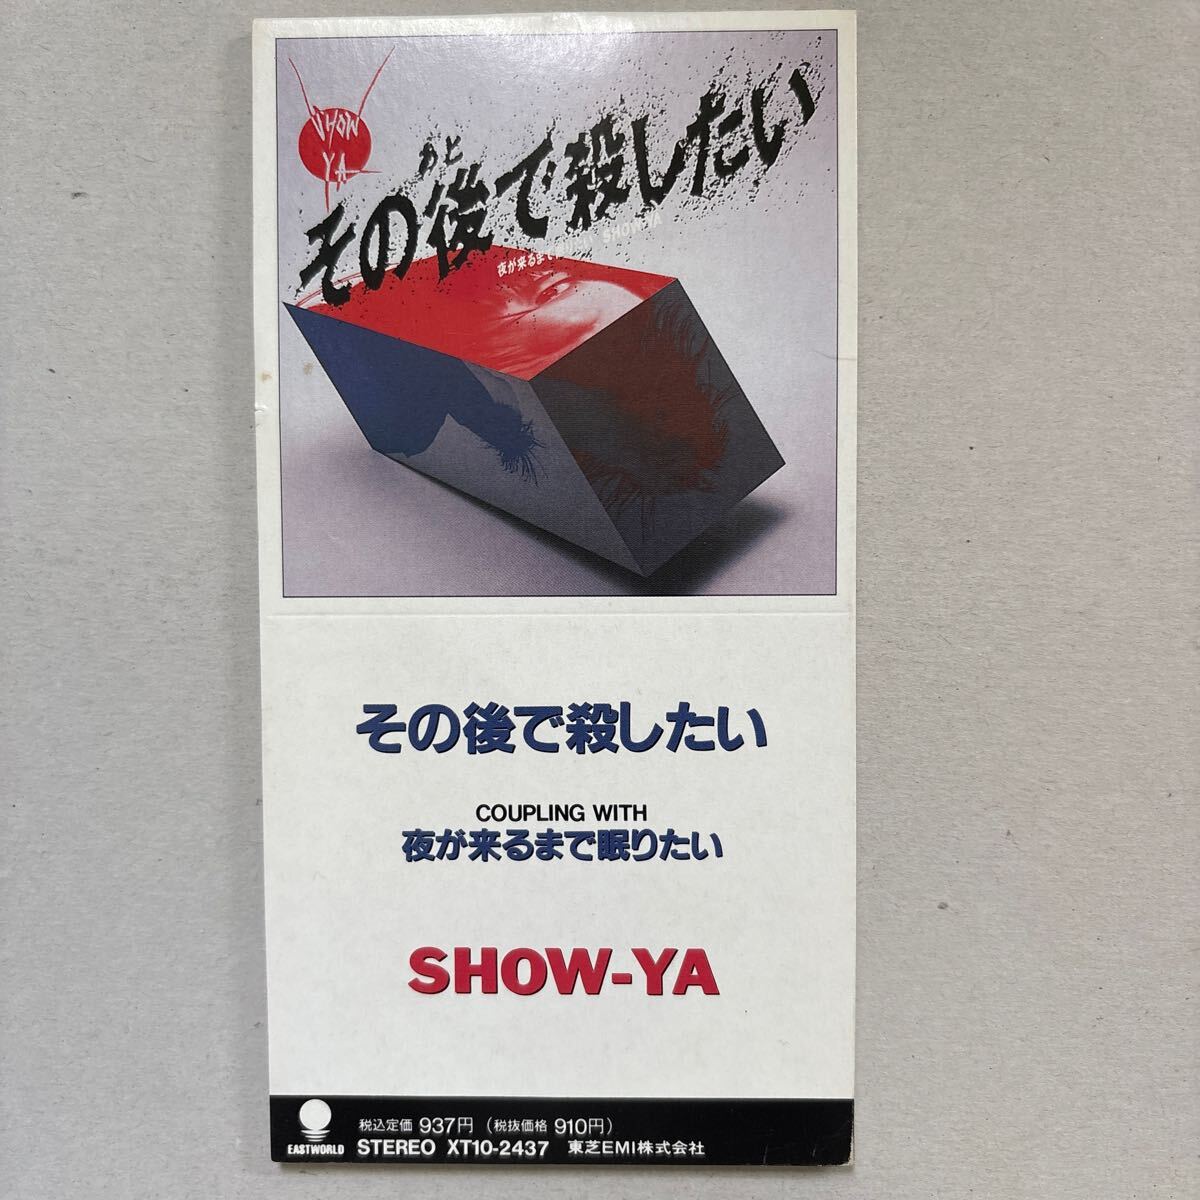 SHOW
YA
あと
その後で殺したい
夜が来るまで眠りたい SHOW-YA
その後で殺したい
COUPLING WITH
夜が来るまで眠りたい
SHOW-YA
税込定価 937円 (税抜価格 910円)
EASTWORLD STEREO XT10-2437 東芝EMI株式会社